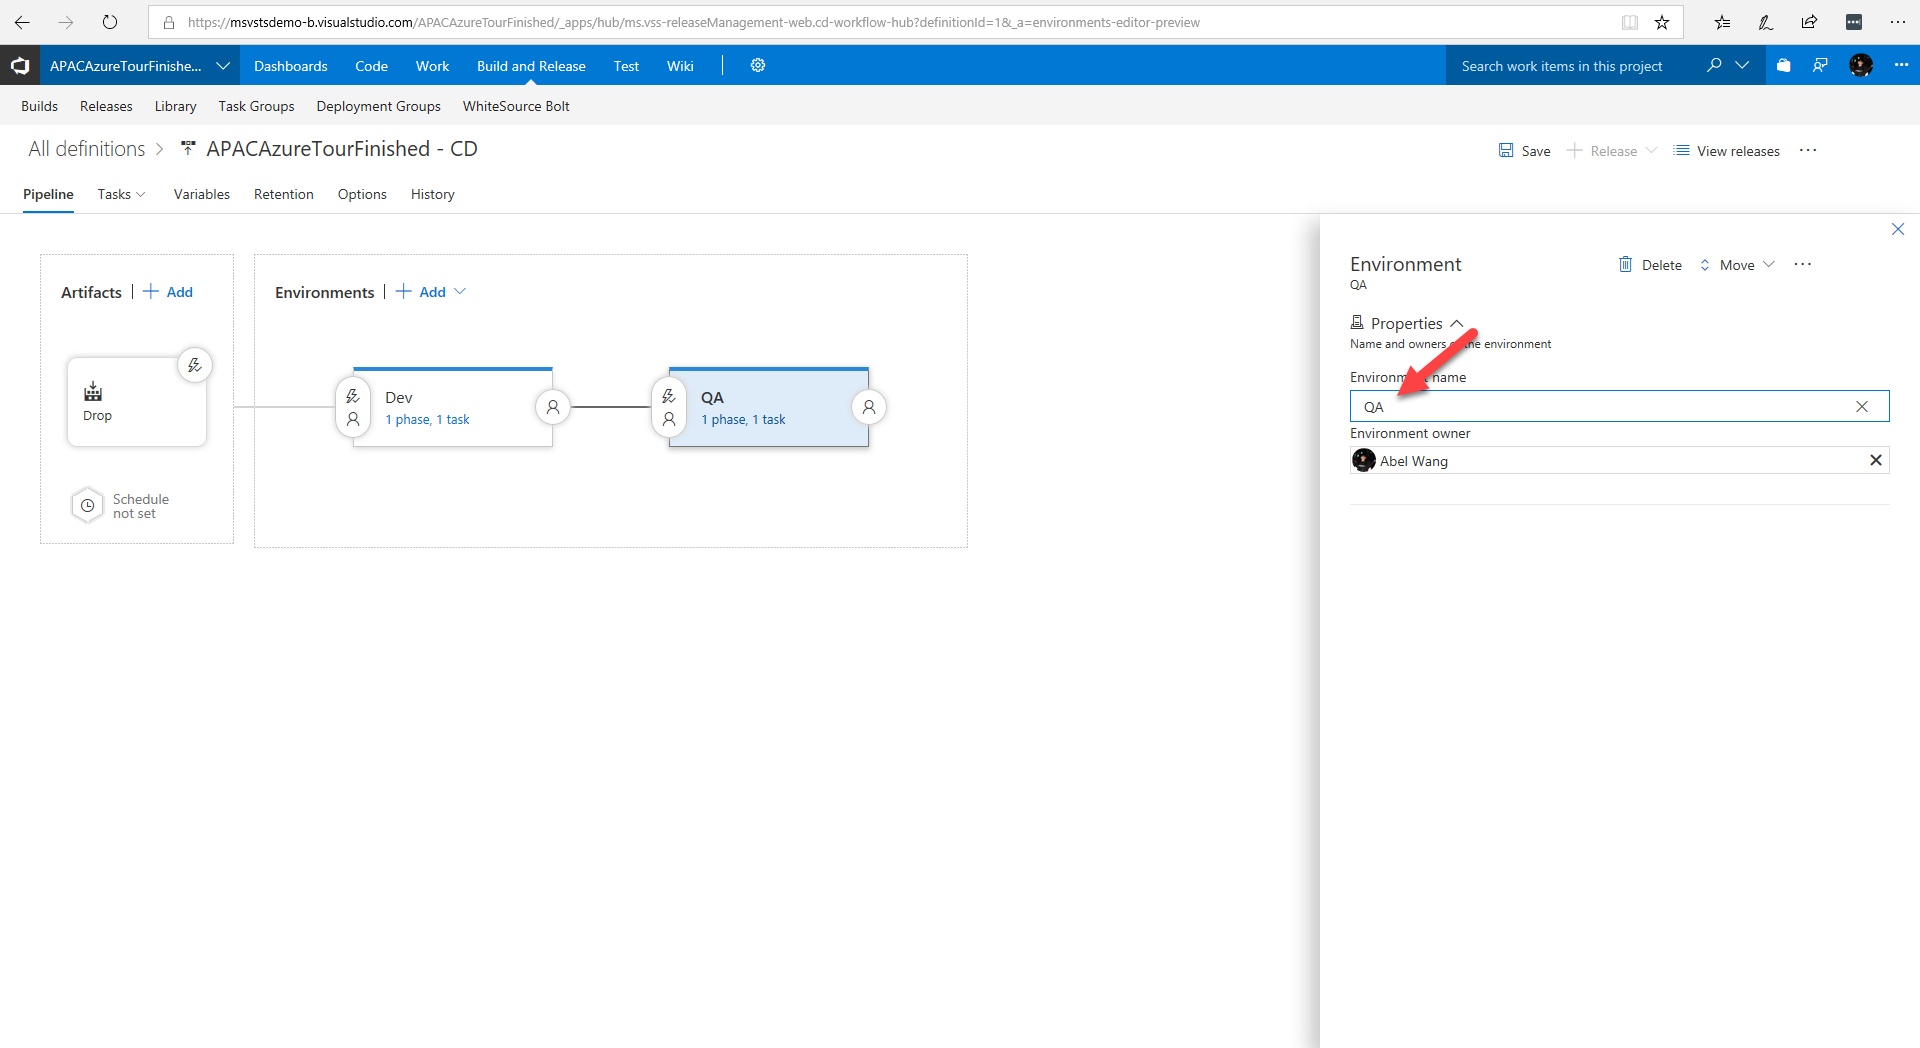 https://msvstsdemo-b.visualstudio.com/APACAzureTourFinished/_apps/hub/ms.vss-releaseManagement-web.cd-workflow-hub?definitionId=1&_a=environments-editor-preview
APACAzureTourFinishe... Dashboards Code Work Build and Release Test Wiki Search work items in this project
Builds Releases Library Task Groups Deployment Groups WhiteSource Bolt
All definitions > APACAzureTourFinished - CD
Save + Release View releases ...
Pipeline Tasks Variables Retention Options History
Artifacts | + Add
Environments | + Add
Drop
Schedule
not set
Dev
1 phase, 1 task
QA
1 phase, 1 task
Environment
QA
Delete Move ...
Properties
Name and owners the environment
Environm name
QA
Environment owner
Abel Wang